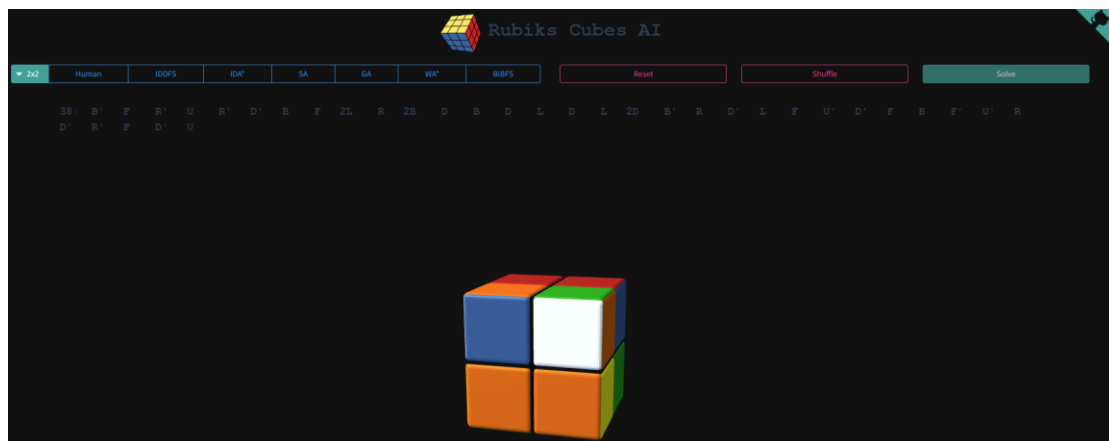 Rubiks Cubes AI
2x2 Human IDDFS IDA* SA GA WA* BiBFS Reset Shuffle Solve
38: B' F R' U R' D' B F 2L R 2B D B D L D L 2D B' R D' L F U' D' F B F' U' R
D' R' F D' U